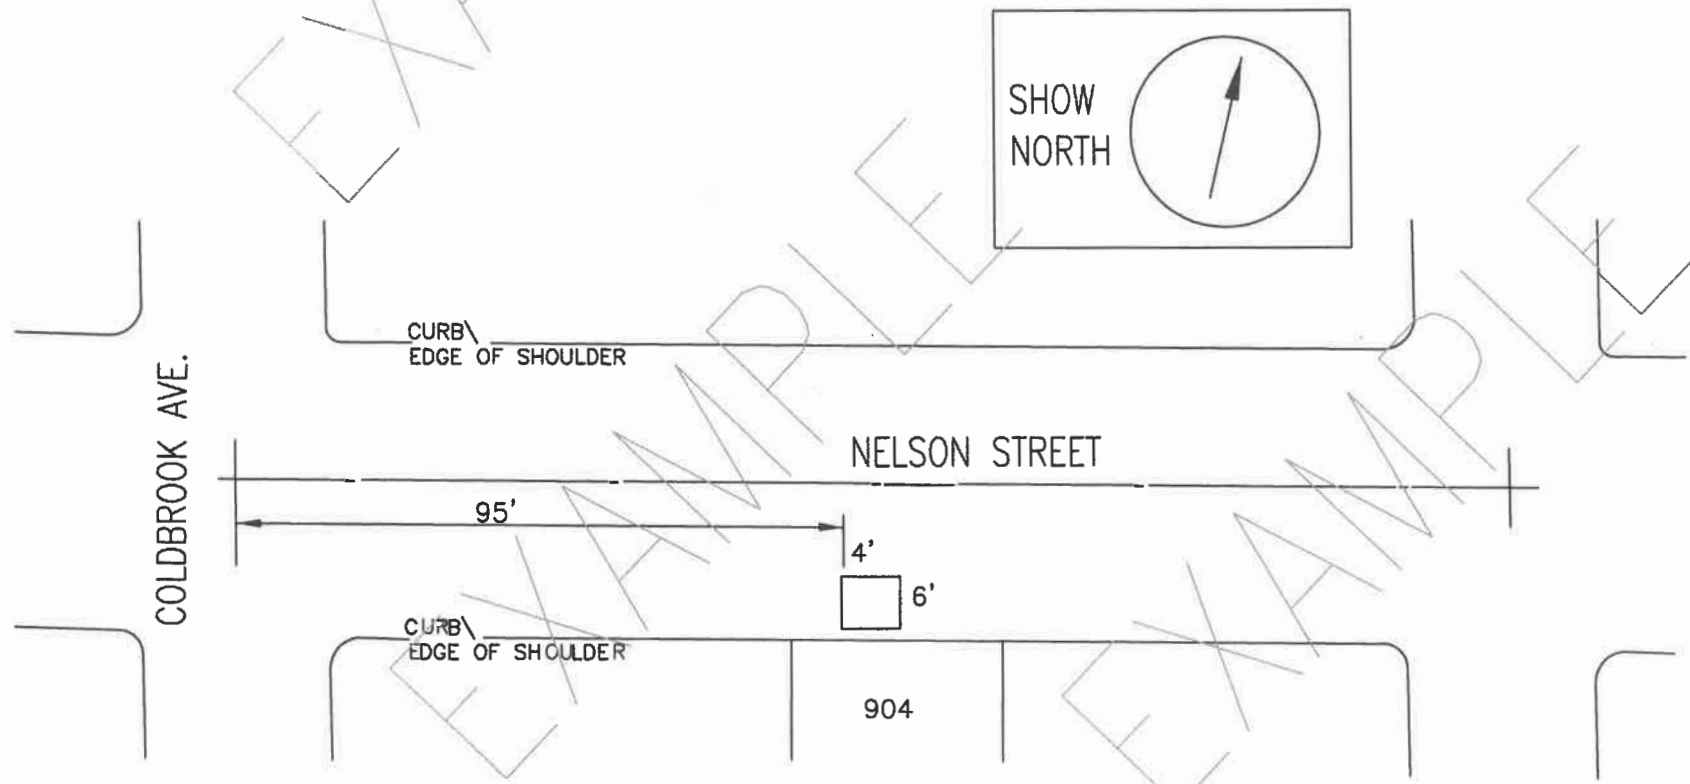 EXAMPLE
SHOW
NORTH
CURB\
EDGE OF SHOULDER
COLDBROOK AVE.
NELSON STREET
95'
4'
6'
CURB\
EDGE OF SHOULDER
904
EXAMPLE